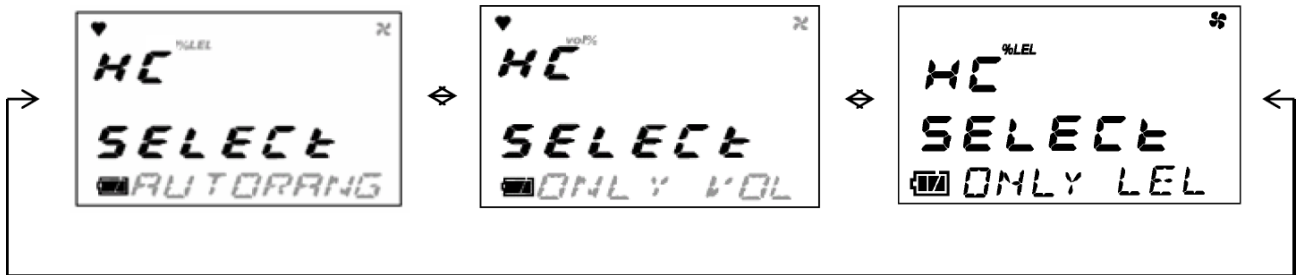 %LEL
HC
SELECt
AUTORANG
vol%
HC
SELECt
ONLY VOL
%LEL
HC
SELECt
ONLY LEL